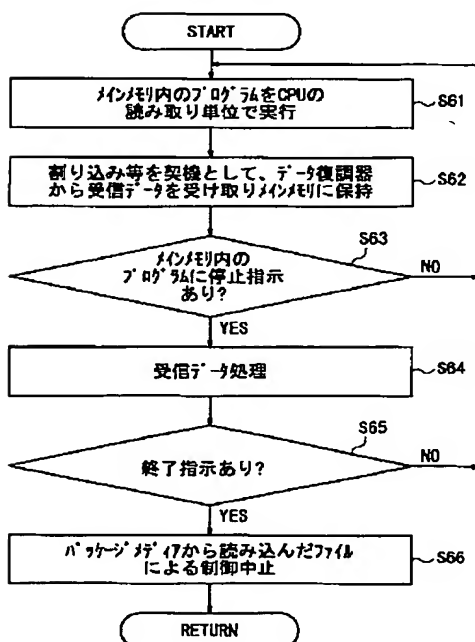 START
メインメモリ内のプログラムをCPUの
読み取り単位で実行
S61
割り込み等を契機として、データ復調器
から受信データを受け取りメインメモリに保持
S62
S63
メインメモリ内の
プログラムに停止指示
あり?
NO
YES
受信データ処理
S64
S65
終了指示あり?
NO
YES
パッケージメディアから読み込んだファイル
による制御中止
S66
RETURN